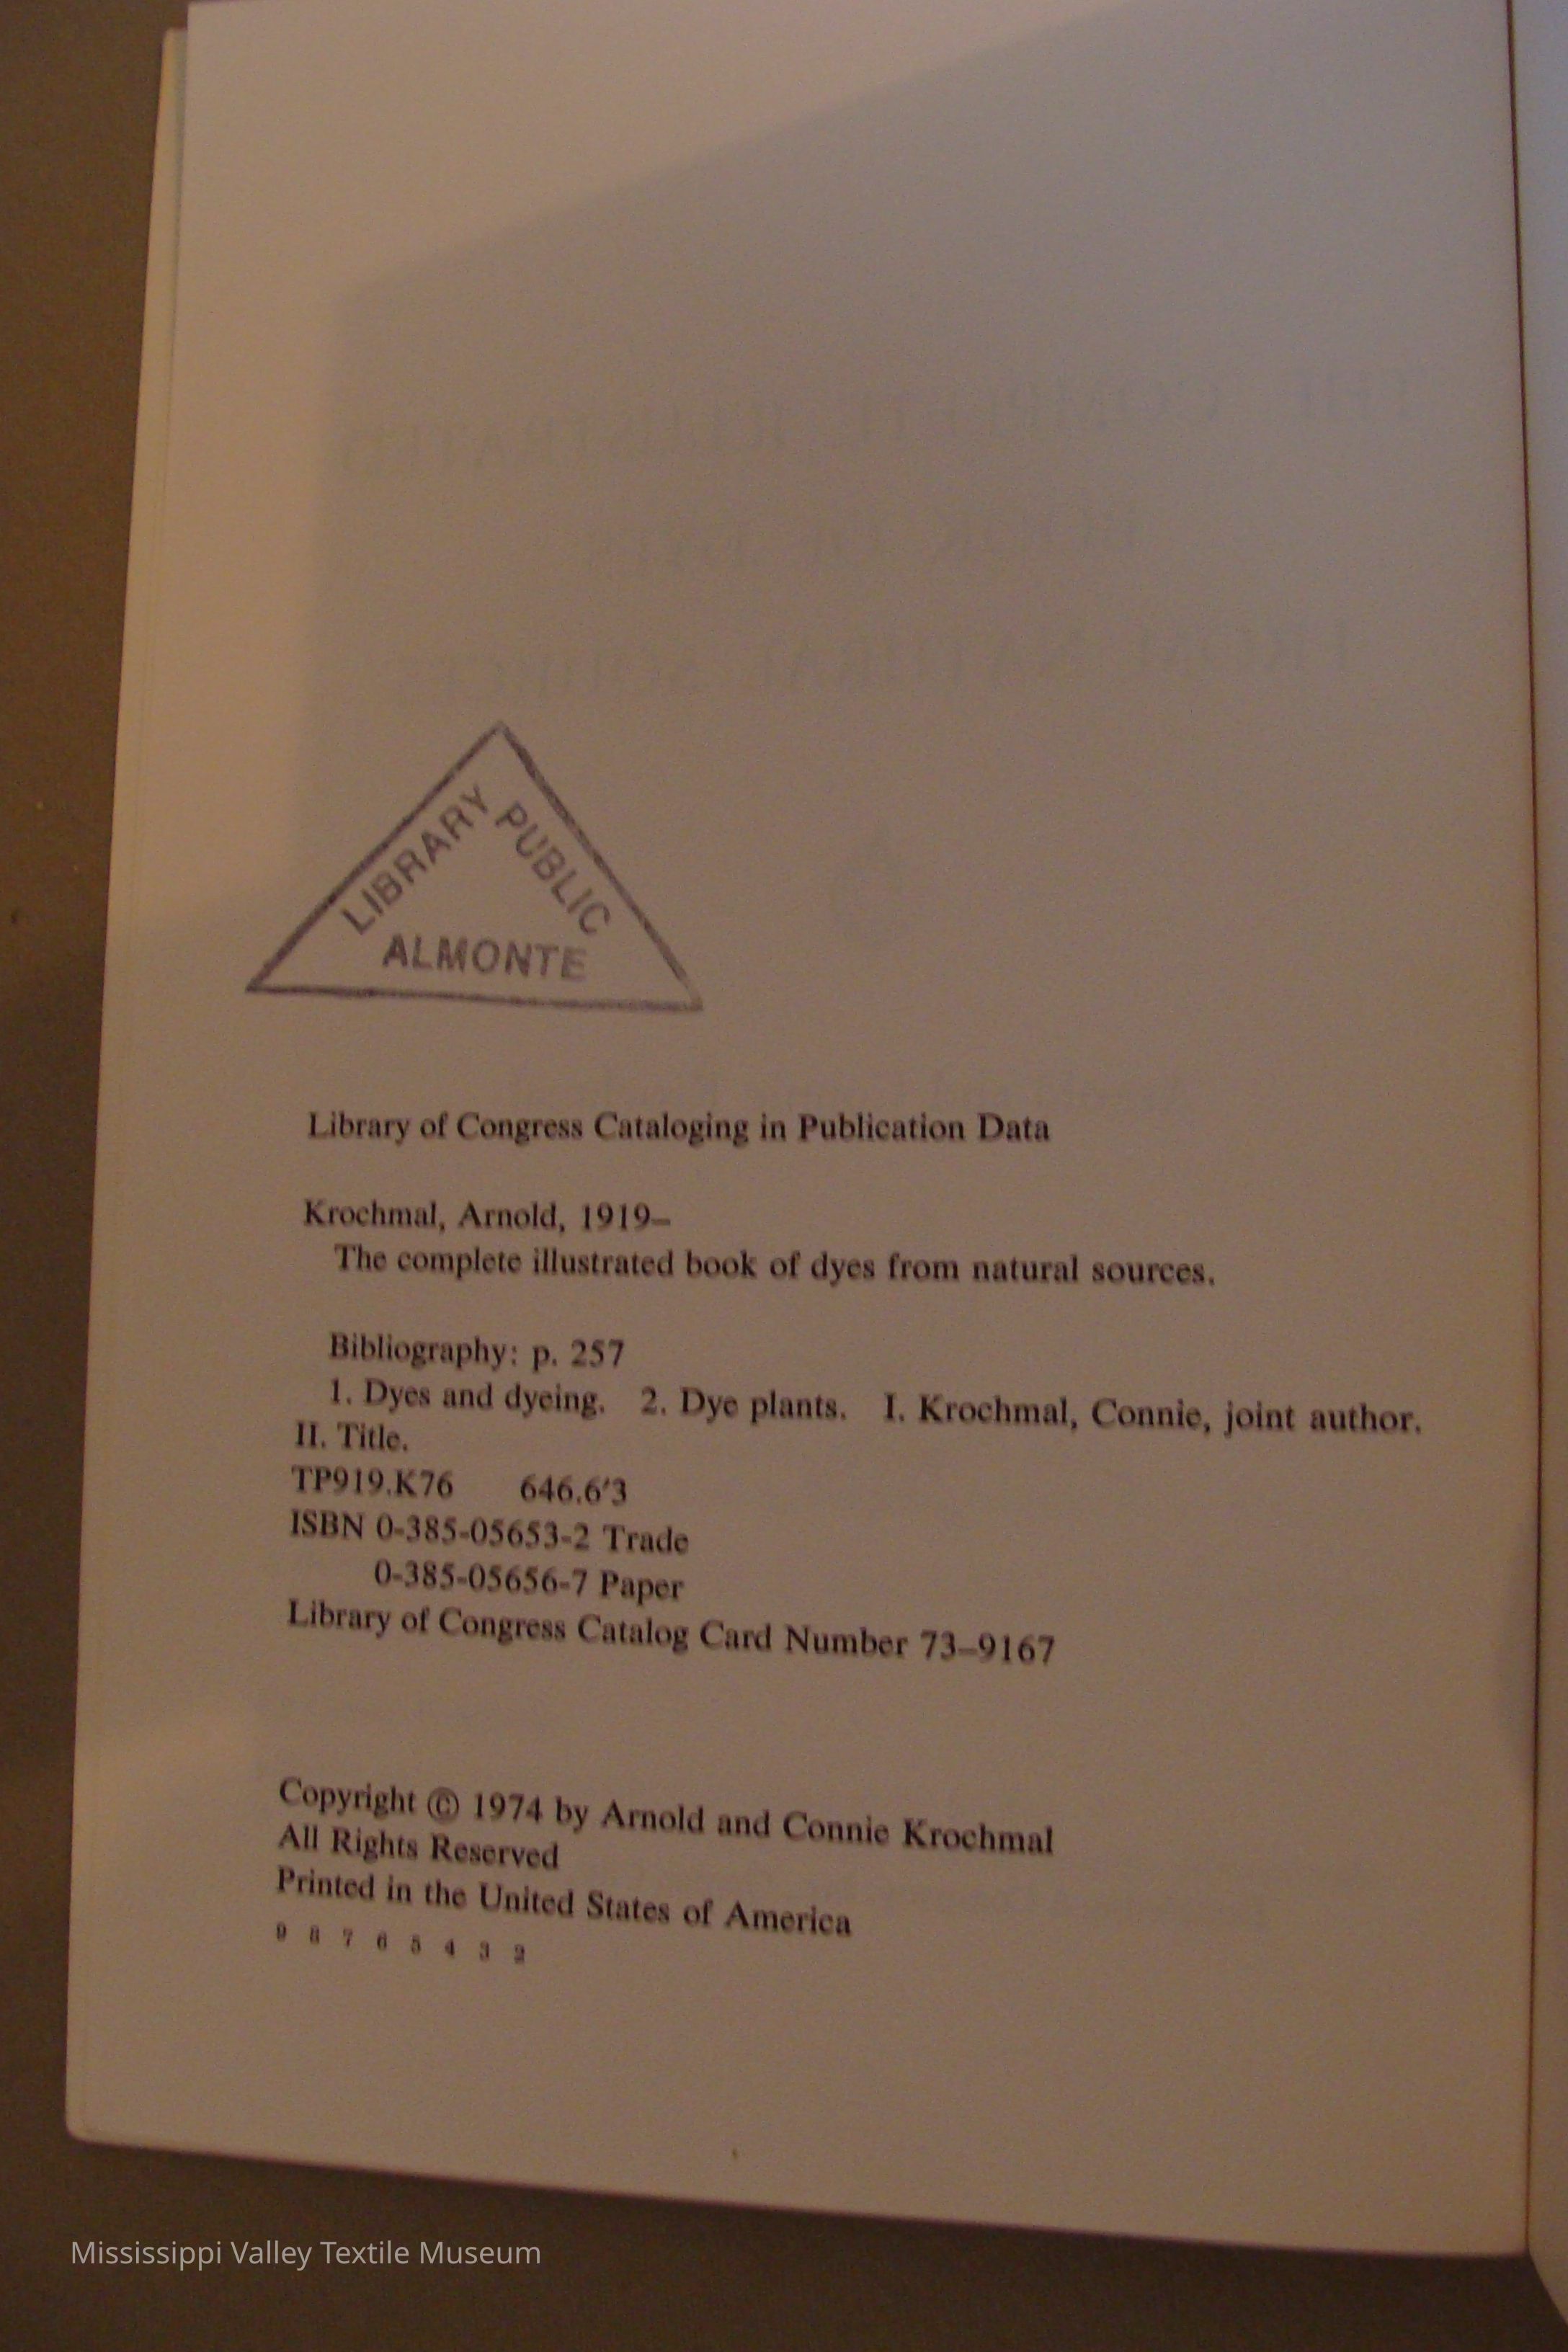 LIBRARY
PUBLIC
ALMONTE
Library of Congress Cataloging in Publication Data
Krochmal, Arnold, 1919–
The complete illustrated book of dyes from natural sources.
Bibliography: p. 257
1. Dyes and dyeing. 2. Dye plants. I. Krochmal, Connie, joint author.
II. Title.
TP919.K76 646.6'3
ISBN 0-385-05653-2 Trade
0-385-05656-7 Paper
Library of Congress Catalog Card Number 73–9167
Copyright © 1974 by Arnold and Connie Krochmal
All Rights Reserved
Printed in the United States of America
9 8 7 6 5 4 3 2
Mississippi Valley Textile Museum